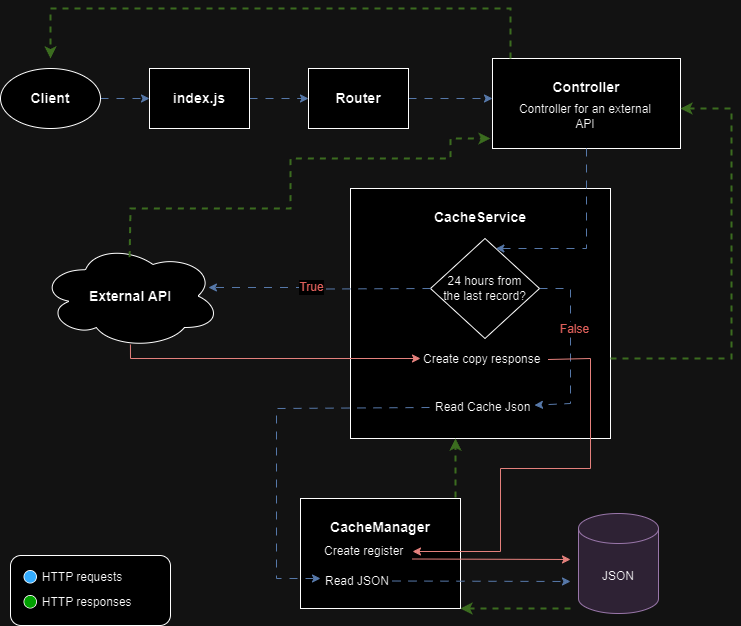 Client
index.js
Router
Controller
Controller for an external
API
CacheService
24 hours from
the last record?
True
External API
False
Create copy response
Read Cache Json
CacheManager
Create register
Read JSON
JSON
HTTP requests
HTTP responses